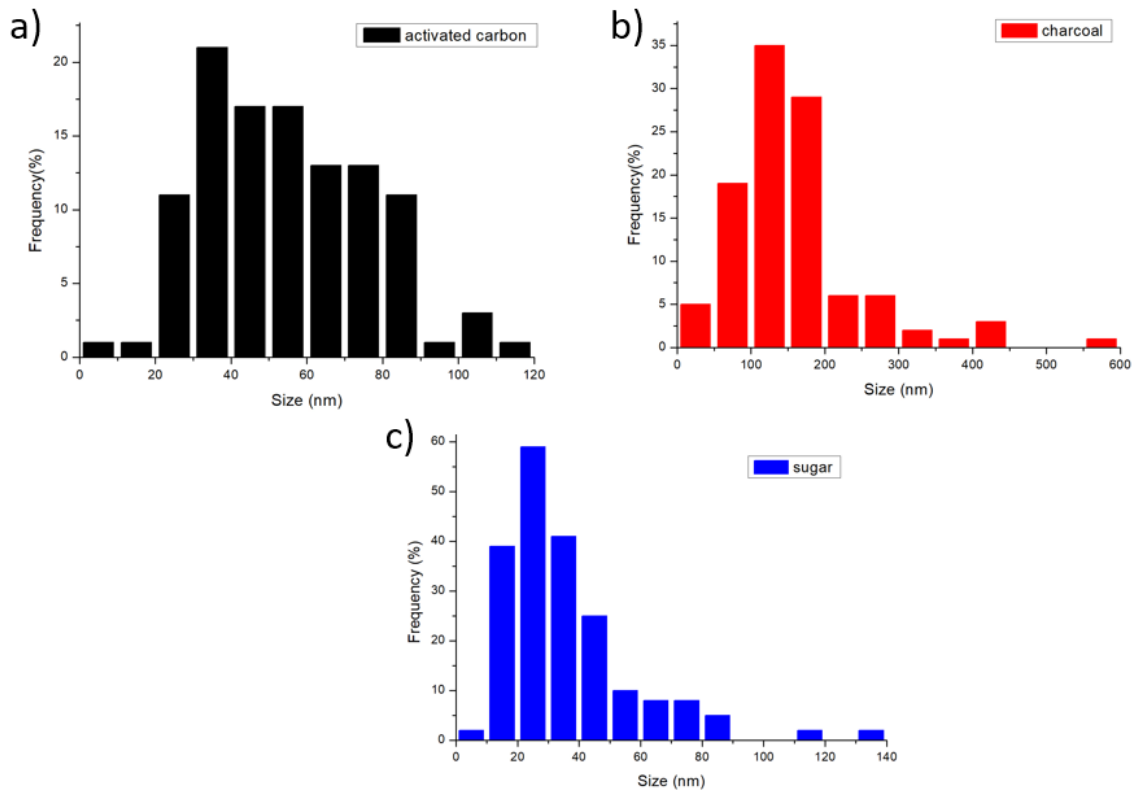 a)
activated carbon
20
15
10
5
0
Frequency(%)
0 20 40 60 80 100 120
Size (nm)
b)
charcoal
35
30
25
20
15
10
5
0
Frequency(%)
0 100 200 300 400 500 600
Size (nm)
c)
sugar
60
50
40
30
20
10
0
Frequency (%)
0 20 40 60 80 100 120 140
Size (nm)